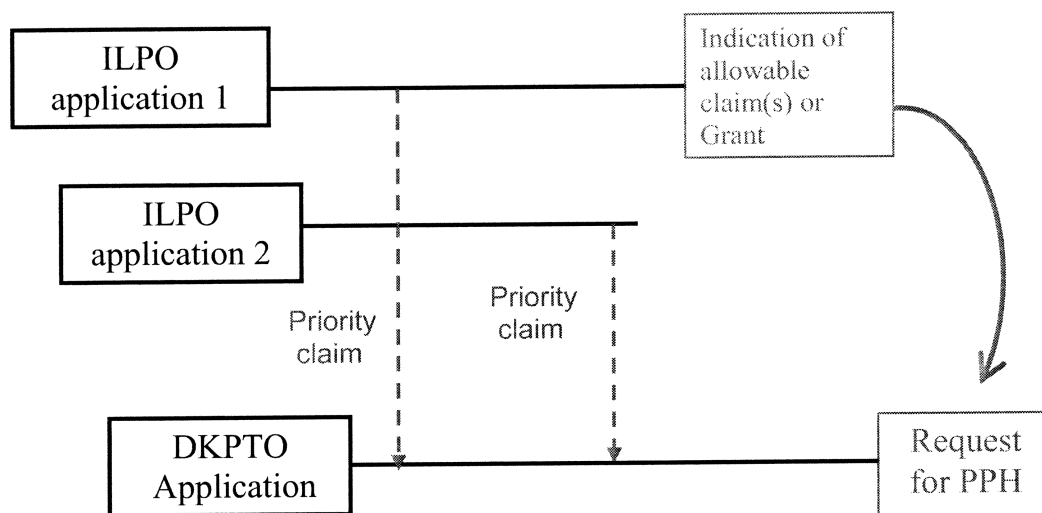 ILPO
application 1
Indication of
allowable
claim(s) or
Grant
ILPO
application 2
Priority
claim
Priority
claim
DKPTO
Application
Request
for PPH